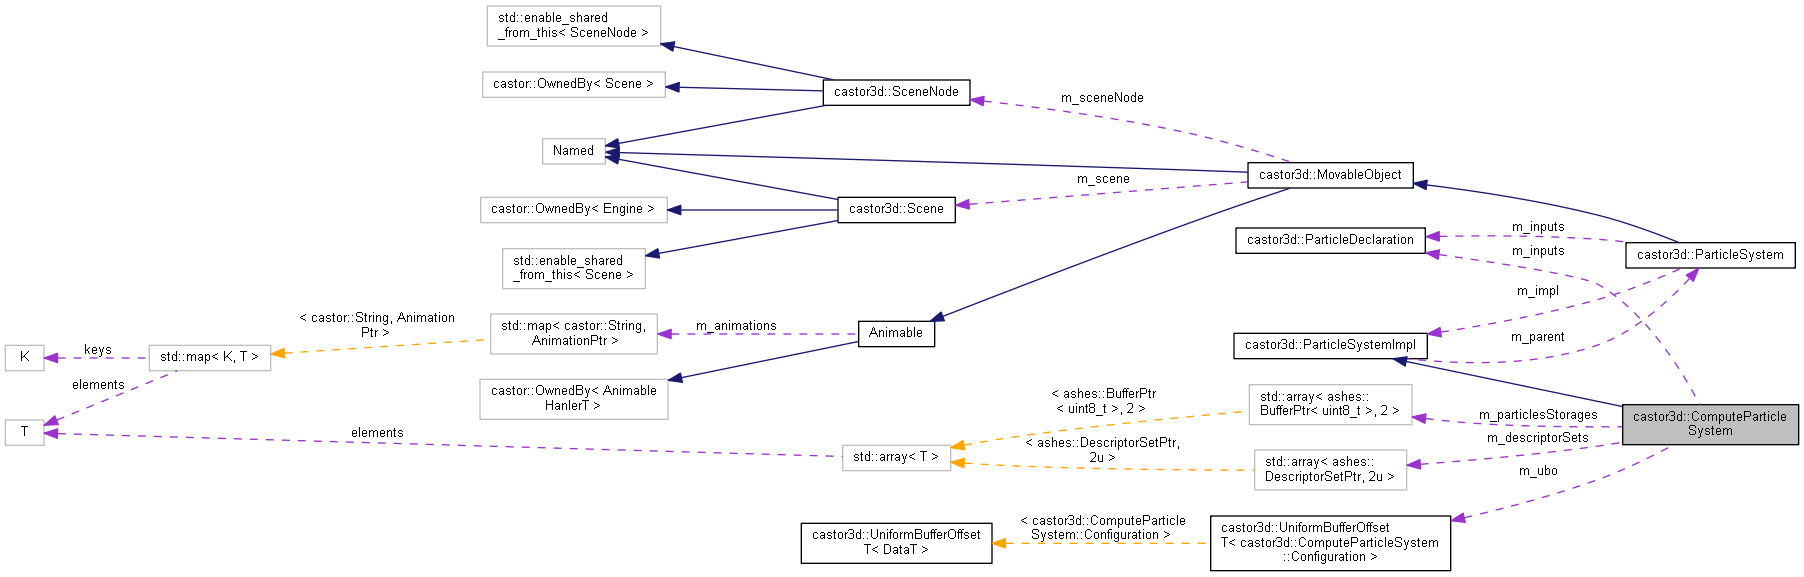 std::enable_shared
_from_this< SceneNode >
castor::OwnedBy< Scene >
castor3d::SceneNode
m_sceneNode
Named
castor3d::MovableObject
m_scene
castor::OwnedBy< Engine >
castor3d::Scene
std::enable_shared
_from_this< Scene >
castor3d::ParticleDeclaration
m_inputs
m_inputs
castor3d::ParticleSystem
m_impl
m_parent
< castor::String, Animation
Ptr >
std::map< castor::String,
AnimationPtr >
m_animations
Animable
castor3d::ParticleSystemImpl
K
keys
std::map< K, T >
elements
castor::OwnedBy< Animable
HanlerT >
T
elements
std::array< T >
< ashes::BufferPtr
< uint8_t >, 2 >
std::array< ashes::
BufferPtr< uint8_t >, 2 >
m_particlesStorages
castor3d::ComputeParticle
System
< ashes::DescriptorSetPtr,
2u >
std::array< ashes::
DescriptorSetPtr, 2u >
m_descriptorSets
m_ubo
castor3d::UniformBufferOffset
T< DataT >
< castor3d::ComputeParticle
System::Configuration >
castor3d::UniformBufferOffset
T< castor3d::ComputeParticleSystem
::Configuration >